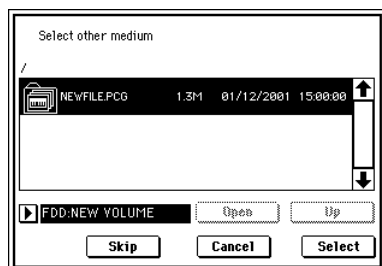 Select other medium
/
NEWFILE.PCG 1.3M 01/12/2001 15:00:00
FDD:NEW VOLUME Open Up
Skip Cancel Select